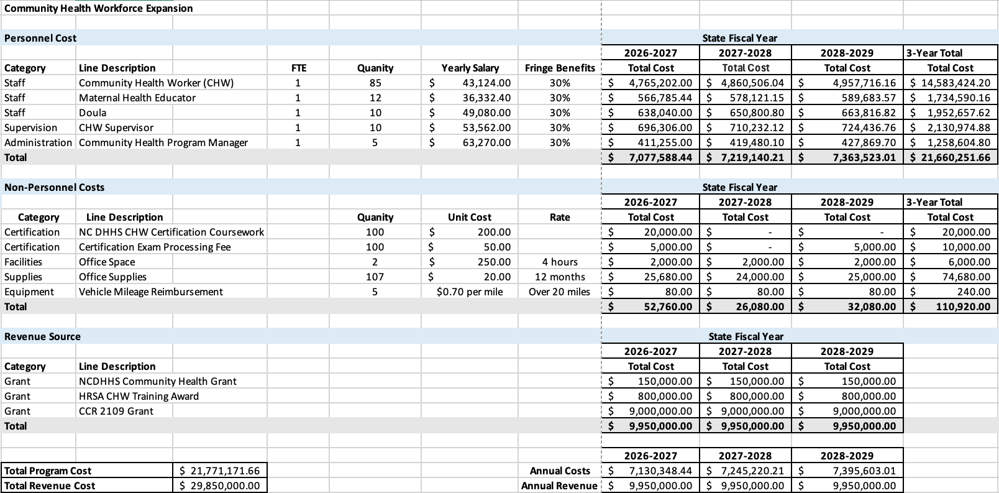 Community Health Workforce Expansion
Personnel Cost State Fiscal Year
2026-2027 2027-2028 2028-2029 3-Year Total
Category Line Description FTE Quanity Yearly Salary Fringe Benefits Total Cost Total Cost Total Cost Total Cost
Staff Community Health Worker (CHW) 1 85 $ 43,124.00 30% $ 4,765,202.00 $ 4,860,506.04 $ 4,957,716.16 $ 14,583,424.20
Staff Maternal Health Educator 1 12 $ 36,332.40 30% $ 566,785.44 $ 578,121.15 $ 589,683.57 $ 1,734,590.16
Staff Doula 1 10 $ 49,080.00 30% $ 638,040.00 $ 650,800.80 $ 663,816.82 $ 1,952,657.62
Supervision CHW Supervisor 1 10 $ 53,562.00 30% $ 696,306.00 $ 710,232.12 $ 724,436.76 $ 2,130,974.88
Administration Community Health Program Manager 1 5 $ 63,270.00 30% $ 411,255.00 $ 419,480.10 $ 427,869.70 $ 1,258,604.80
Total $ 7,077,588.44 $ 7,219,140.21 $ 7,363,523.01 $ 21,660,251.66
Non-Personnel Costs State Fiscal Year
2026-2027 2027-2028 2028-2029 3-Year Total
Category Line Description Quanity Unit Cost Rate Total Cost Total Cost Total Cost Total Cost
Certification NC DHHS CHW Certification Coursework 100 $ 200.00 $ 20,000.00 $ - $ - $ 20,000.00
Certification Certification Exam Processing Fee 100 $ 50.00 $ 5,000.00 $ - $ 5,000.00 $ 10,000.00
Facilities Office Space 2 $ 250.00 4 hours $ 2,000.00 $ 2,000.00 $ 2,000.00 $ 6,000.00
Supplies Office Supplies 107 $ 20.00 12 months $ 25,680.00 $ 24,000.00 $ 25,000.00 $ 74,680.00
Equipment Vehicle Mileage Reimbursement 5 $0.70 per mile Over 20 miles $ 80.00 $ 80.00 $ 80.00 $ 240.00
Total $ 52,760.00 $ 26,080.00 $ 32,080.00 $ 110,920.00
Revenue Source State Fiscal Year
2026-2027 2027-2028 2028-2029
Category Line Description Total Cost Total Cost Total Cost
Grant NCDHHS Community Health Grant $ 150,000.00 $ 150,000.00 $ 150,000.00
Grant HRSA CHW Training Award $ 800,000.00 $ 800,000.00 $ 800,000.00
Grant CCR 2109 Grant $ 9,000,000.00 $ 9,000,000.00 $ 9,000,000.00
Total $ 9,950,000.00 $ 9,950,000.00 $ 9,950,000.00
2026-2027 2027-2028 2028-2029
Total Program Cost $ 21,771,171.66 Annual Costs $ 7,130,348.44 $ 7,245,220.21 $ 7,395,603.01
Total Revenue Cost $ 29,850,000.00 Annual Revenue $ 9,950,000.00 $ 9,950,000.00 $ 9,950,000.00